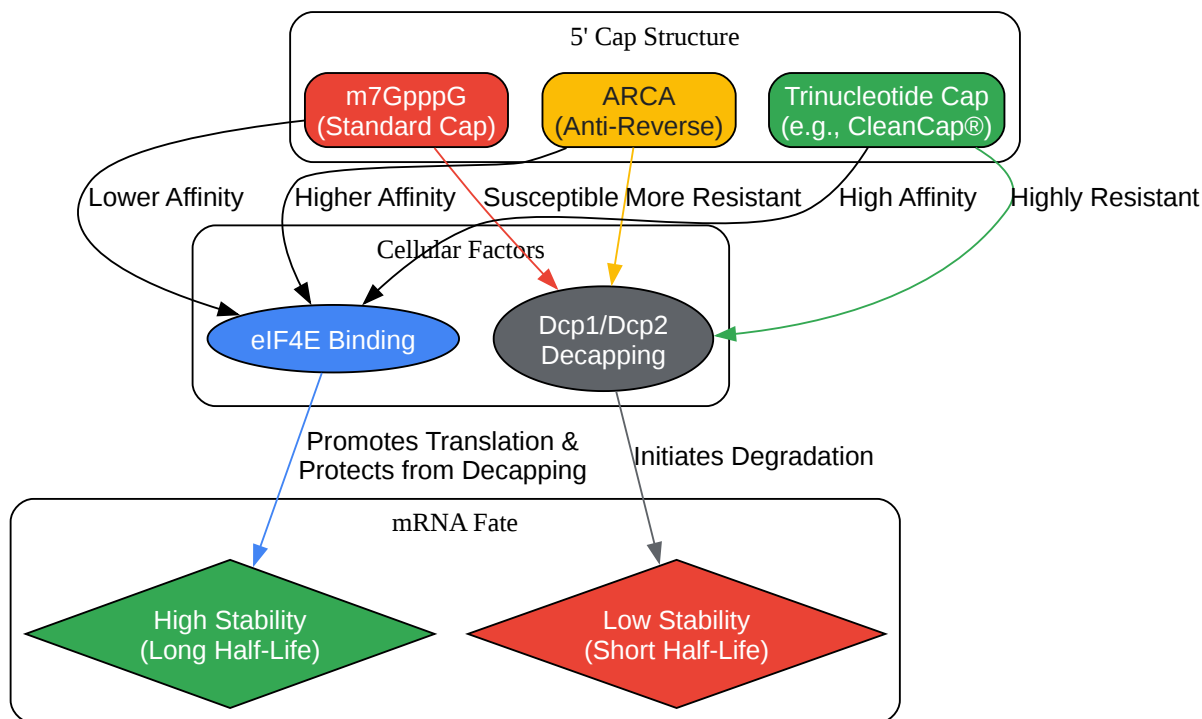 5' Cap Structure
m7GpppG
(Standard Cap)
ARCA
(Anti-Reverse)
Trinucleotide Cap
(e.g., CleanCap®)
Lower Affinity
Higher Affinity
Susceptible
More Resistant
High Affinity
Highly Resistant
Cellular Factors
eIF4E Binding
Dcp1/Dcp2
Decapping
Promotes Translation &
Protects from Decapping
Initiates Degradation
mRNA Fate
High Stability
(Long Half-Life)
Low Stability
(Short Half-Life)